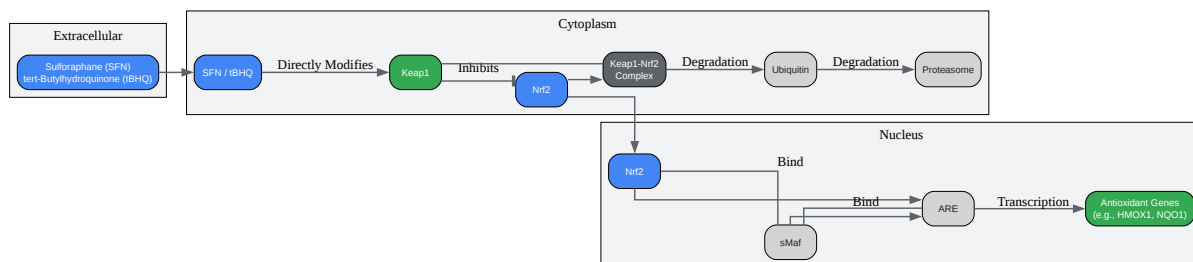 Extracellular
Sulforaphane (SFN)
tert-Butylhydroquinone (tBHQ)
Cytoplasm
SFN / tBHQ
Directly Modifies
Keap1
Inhibits
Nrf2
Keap1-Nrf2
Complex
Degradation
Ubiquitin
Degradation
Proteasome
Nucleus
Nrf2
Bind
Bind
sMaf
ARE
Transcription
Antioxidant Genes
(e.g., HMOX1, NQO1)